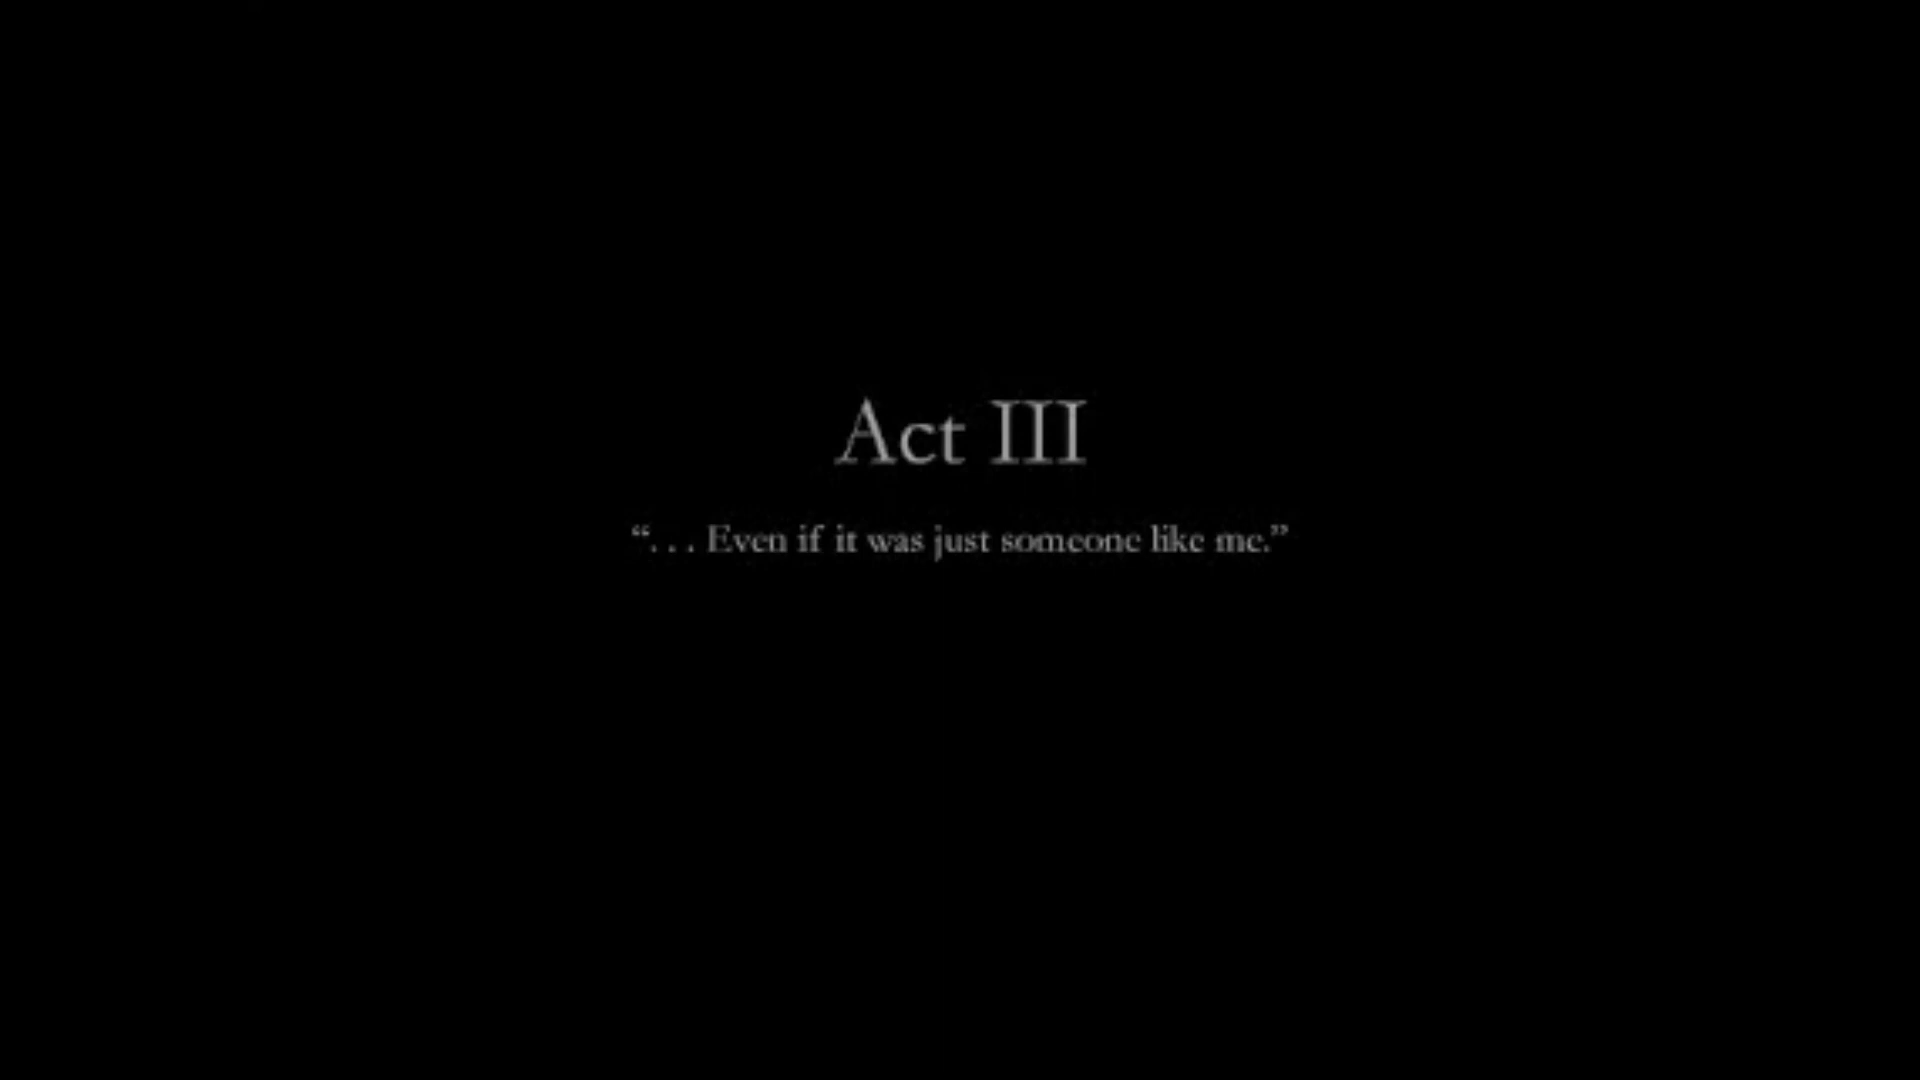 Act III
“. . . Even if it was just someone like me.”